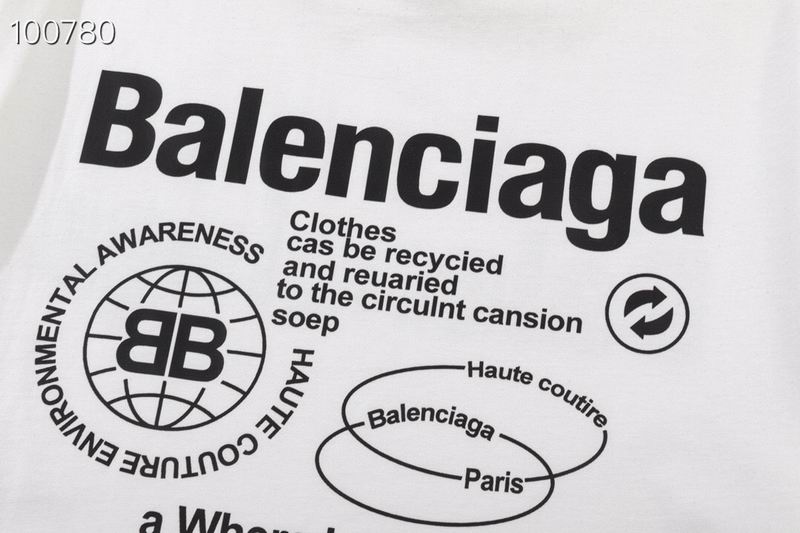 100780
Balenciaga
Clothes
cas be recycied
and reuaried
to the circulnt cansion
soep
ENVIRONMENTAL AWARENESS
HAUTE COUTURE
BB
Haute coutire
Balenciaga
Paris
a